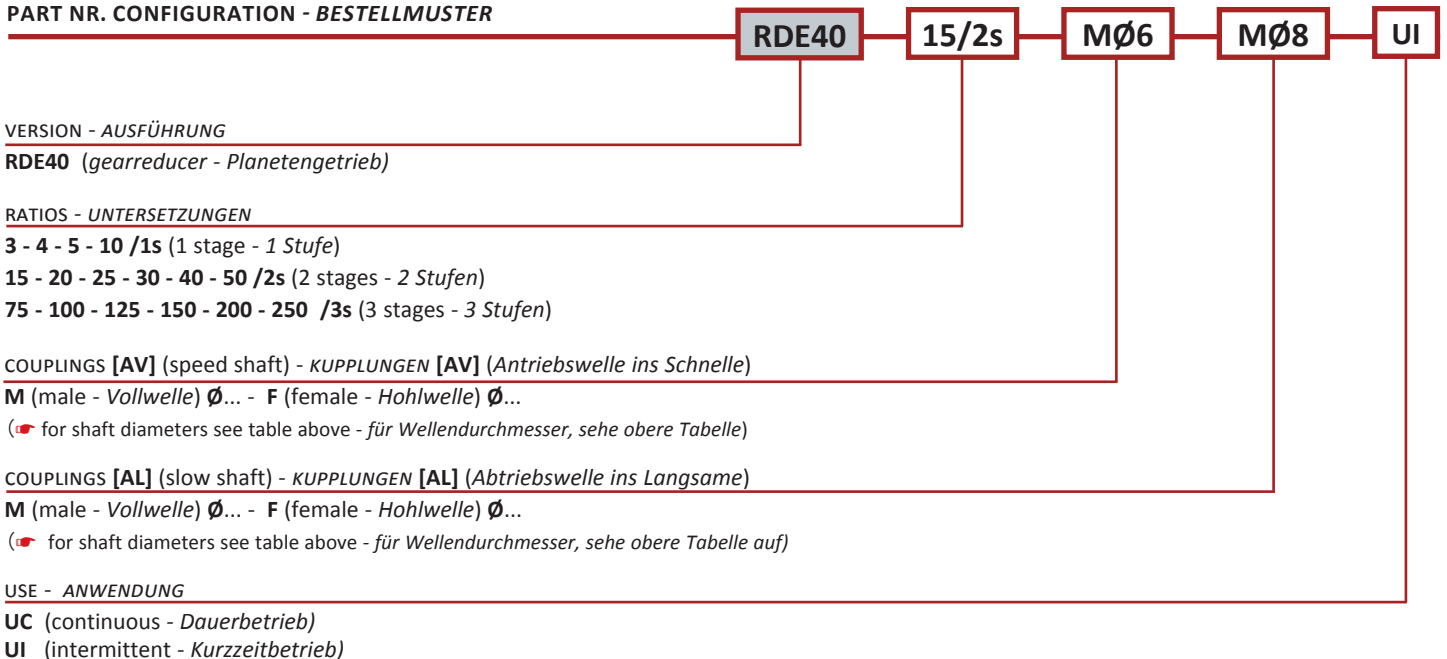 PART NR. CONFIGURATION - BESTELLMUSTER
RDE40 15/2s MØ6 MØ8 UI
VERSION - AUSFÜHRUNG
RDE40 (gearreducer - Planetengetrieb)
RATIOS - UNTERSETZUNGEN
3 - 4 - 5 - 10 /1s (1 stage - 1 Stufe)
15 - 20 - 25 - 30 - 40 - 50 /2s (2 stages - 2 Stufen)
75 - 100 - 125 - 150 - 200 - 250 /3s (3 stages - 3 Stufen)
COUPLINGS [AV] (speed shaft) - KUPPLUNGEN [AV] (Antriebswelle ins Schnelle)
M (male - Vollwelle) Ø... - F (female - Hohlwelle) Ø...
(☛ for shaft diameters see table above - für Wellendurchmesser, sehe obere Tabelle)
COUPLINGS [AL] (slow shaft) - KUPPLUNGEN [AL] (Abtriebswelle ins Langsame)
M (male - Vollwelle) Ø... - F (female - Hohlwelle) Ø...
(☛ for shaft diameters see table above - für Wellendurchmesser, sehe obere Tabelle auf)
USE - ANWENDUNG
UC (continuous - Dauerbetrieb)
UI (intermittent - Kurzzeitbetrieb)